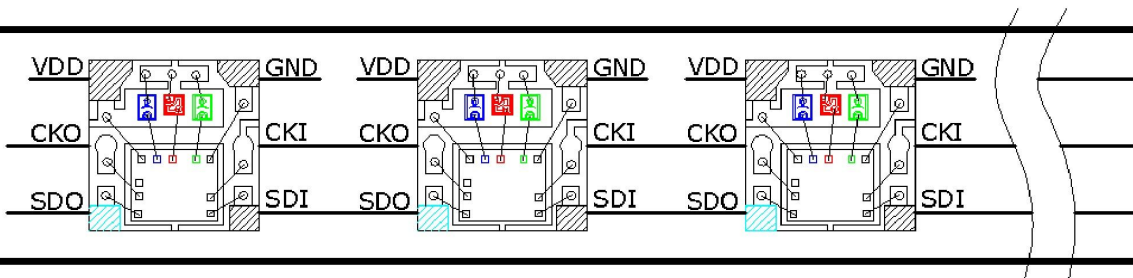 VDD GND VDD GND VDD GND
CKO CKI CKO CKI CKO CKI
SDO SDI SDO SDI SDO SDI